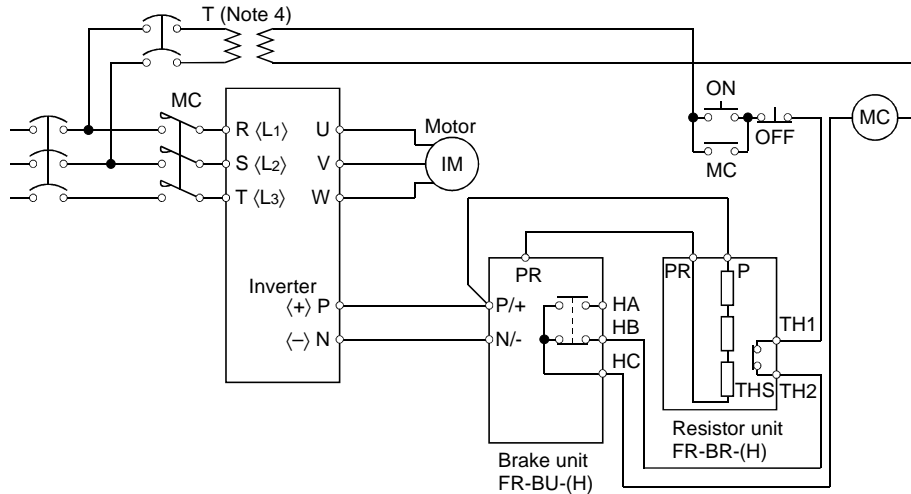 T (Note 4)
MC
ON
OFF
MC
MC
R ⟨L1⟩
S ⟨L2⟩
T ⟨L3⟩
U
V
W
Motor
IM
Inverter
⟨+⟩ P
⟨−⟩ N
PR
P/+
N/-
HA
HB
HC
Brake unit
FR-BU-(H)
PR
P
TH1
THS
TH2
Resistor unit
FR-BR-(H)